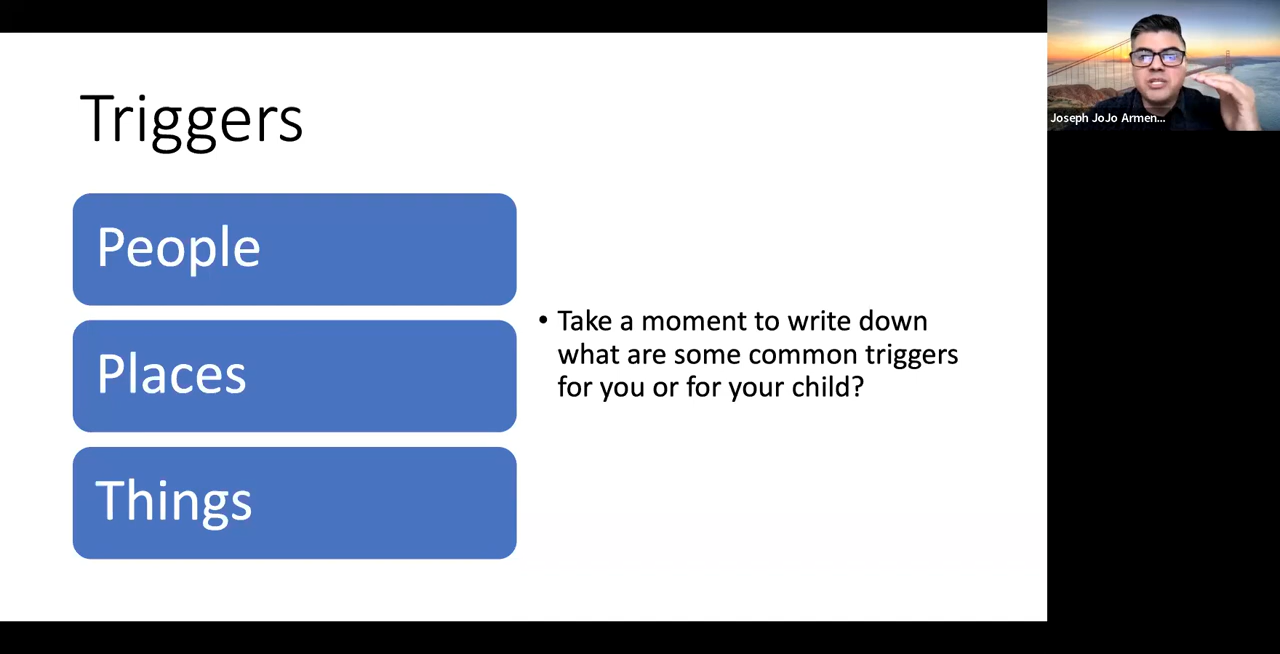 Triggers
People
Places
Things
• Take a moment to write down
what are some common triggers
for you or for your child?
Joseph JoJo Armen...